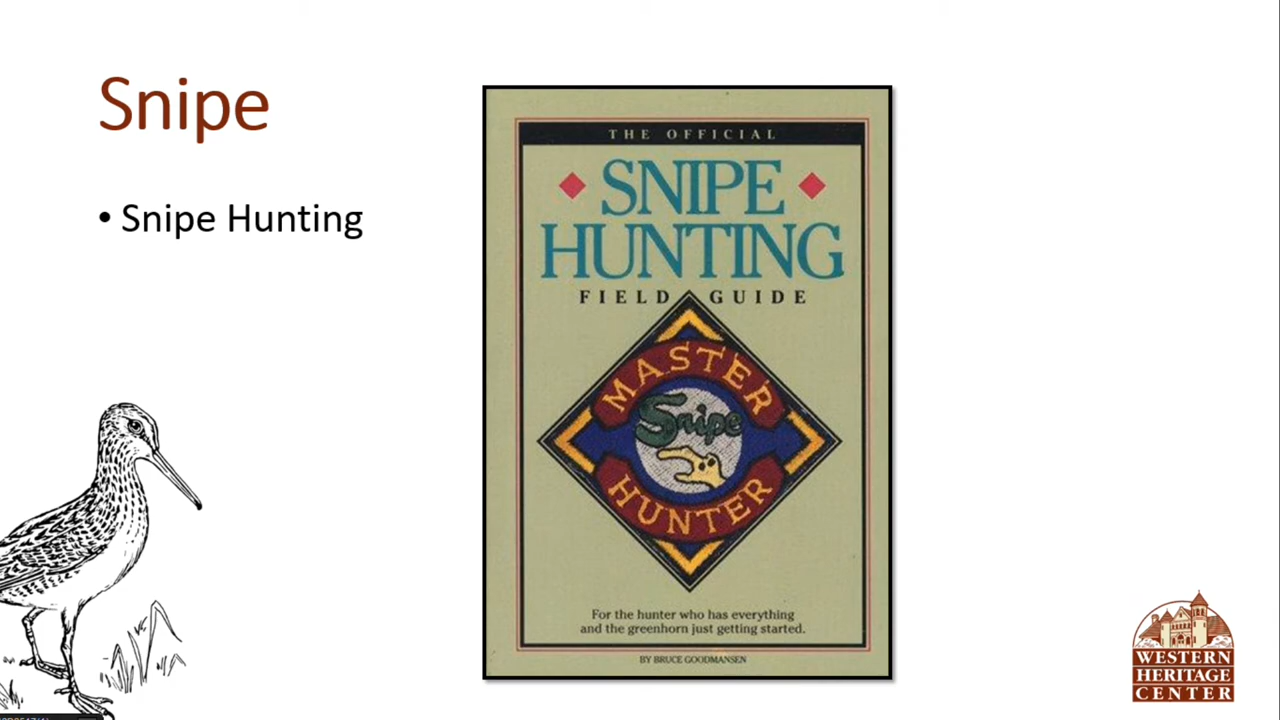 Snipe
• Snipe Hunting
THE OFFICIAL
SNIPE
HUNTING
FIELD GUIDE
MASTER
Snipe
HUNTER
For the hunter who has everything
and the greenhorn just getting started.
BY BRUCE GOODMANSEN
WESTERN
HERITAGE
CENTER